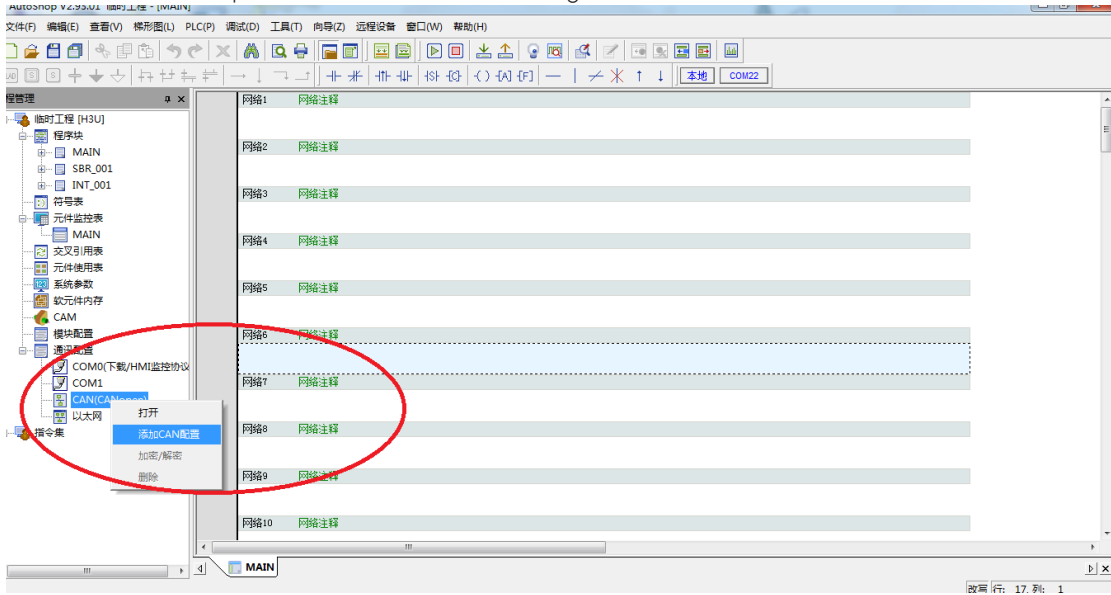 AutoShop V2.93.01 临时工程 - [MAIN]
文件(F) 编辑(E) 查看(V) 梯形图(L) PLC(P) 调试(D) 工具(T) 向导(Z) 远程设备 窗口(W) 帮助(H)
本地 COM22
程管理
临时工程 [H3U]
程序块
MAIN
SBR_001
INT_001
符号表
元件监控表
MAIN
交叉引用表
元件使用表
系统参数
软元件内存
CAM
模块配置
通讯配置
COM0(下载/HMI监控协议
COM1
CAN(CANopen)
以太网
指令集
打开
添加CAN配置
加密/解密
删除
网络1 网络注释
网络2 网络注释
网络3 网络注释
网络4 网络注释
网络5 网络注释
网络6 网络注释
网络7 网络注释
网络8 网络注释
网络9 网络注释
网络10 网络注释
MAIN
改写 行: 17, 列: 1